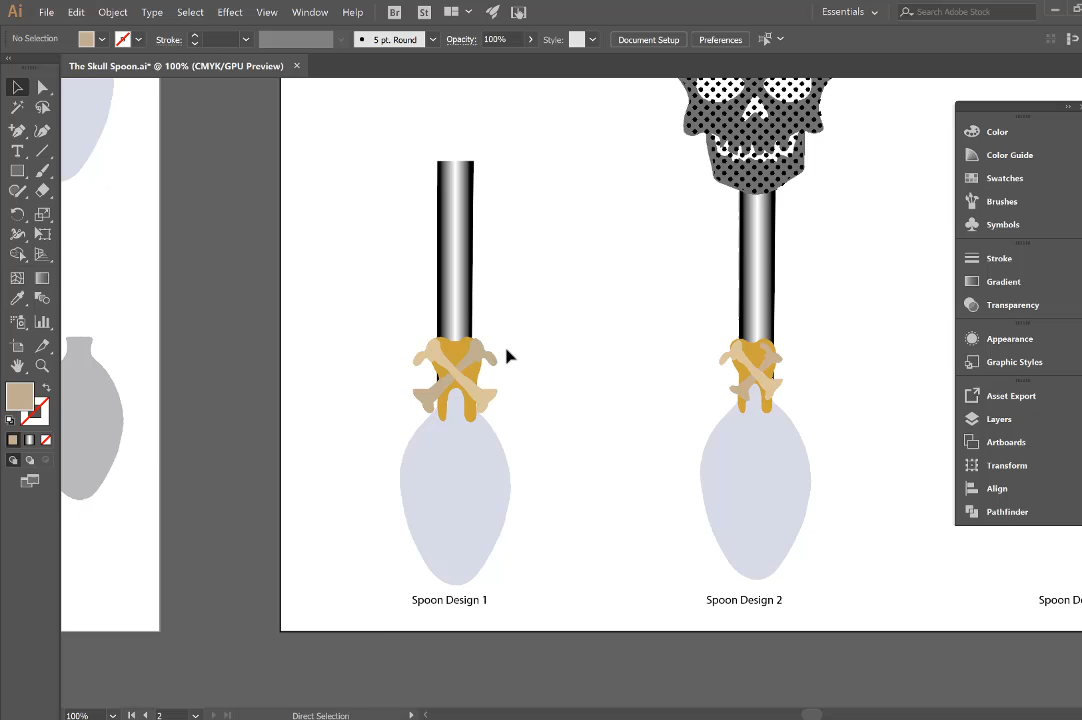 Ai File Edit Object Type Select Effect View Window Help Br St Essentials Search Adobe Stock
No Selection Stroke: 5 pt. Round Opacity: 100% Style: Document Setup Preferences
The Skull Spoon.ai* @ 100% (CMYK/GPU Preview) ×
Color
Color Guide
Swatches
Brushes
Symbols
Stroke
Gradient
Transparency
Appearance
Graphic Styles
Asset Export
Layers
Artboards
Transform
Align
Pathfinder
Spoon Design 1 Spoon Design 2 Spoon De
100% 2 Direct Selection